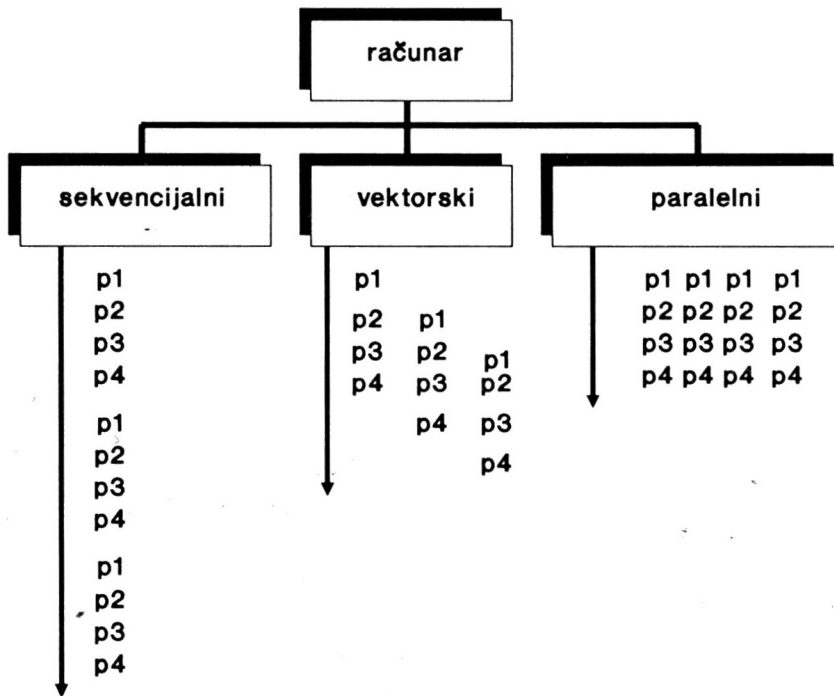 računar
sekvencijalni
p1
p2
p3
p4
p1
p2
p3
p4
p1
p2
p3
p4
vektorski
p1
p2 p1
p3 p2 p1
p4 p3 p2
p4 p3
p4
paralelni
p1 p1 p1 p1
p2 p2 p2 p2
p3 p3 p3 p3
p4 p4 p4 p4